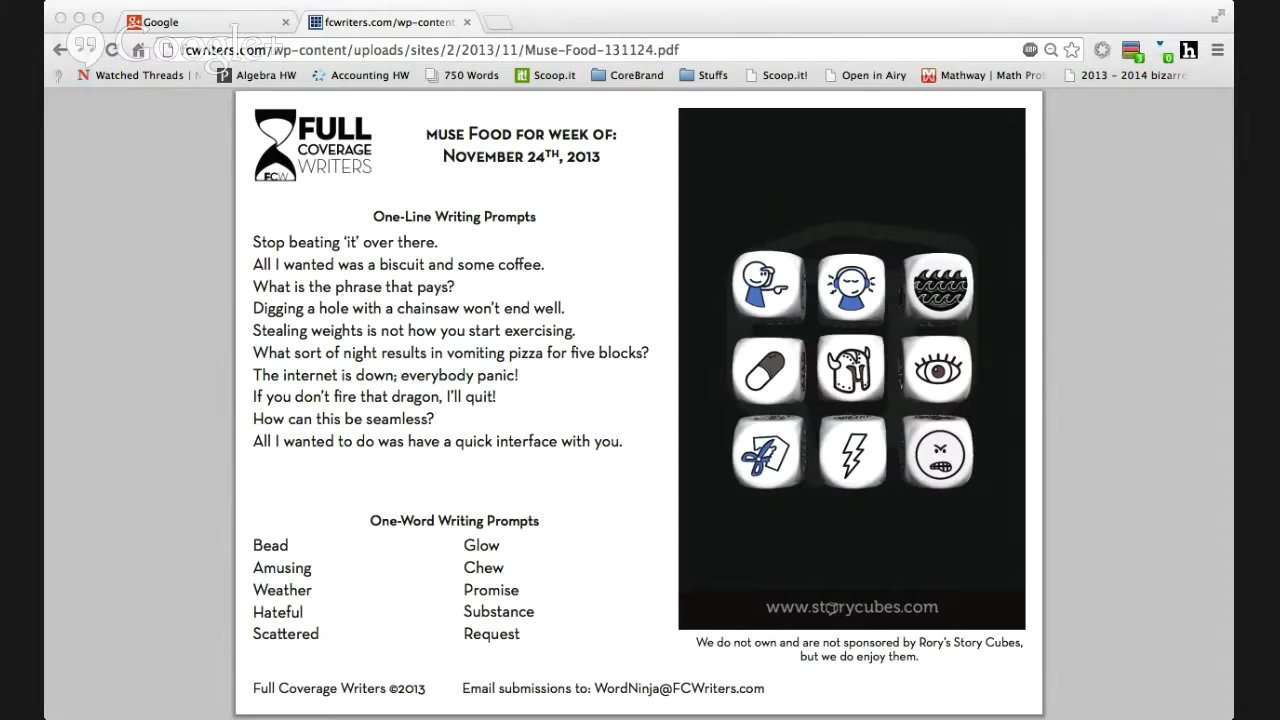 Google
fcwriters.com/wp-content
Google+
fcwriters.com/wp-content/uploads/sites/2/2013/11/Muse-Food-131124.pdf
ABP
3
0
h
N Watched Threads |
Algebra HW
Accounting HW
750 Words
it! Scoop.it!
CoreBrand
Stuffs
Scoop.it!
Open in Airy
Mathway | Math
2013 - 2014 bizarre
FULL
COVERAGE
WRITERS
FCW
MUSE FOOD FOR WEEK OF:
NOVEMBER 24TH, 2013
One-Line Writing Prompts
Stop beating ‘it’ over there.
All I wanted was a biscuit and some coffee.
What is the phrase that pays?
Digging a hole with a chainsaw won’t end well.
Stealing weights is not how you start exercising.
What sort of night results in vomiting pizza for five blocks?
The internet is down; everybody panic!
If you don’t fire that dragon, I’ll quit!
How can this be seamless?
All I wanted to do was have a quick interface with you.
One-Word Writing Prompts
Bead
Amusing
Weather
Hateful
Scattered
Glow
Chew
Promise
Substance
Request
www.storycubes.com
We do not own and are not sponsored by Rory’s Story Cubes,
but we do enjoy them.
Full Coverage Writers ©2013
Email submissions to: WordNinja@FCWriters.com